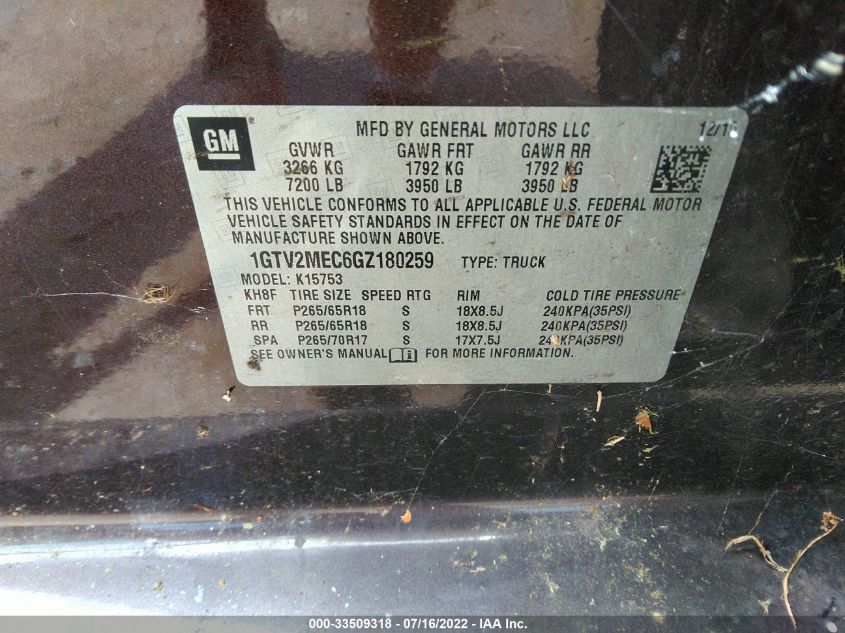 GM ®
MFD BY GENERAL MOTORS LLC
GVWR GAWR FRT GAWR RR
3266 KG 1792 KG 1792 KG
7200 LB 3950 LB 3950 LB
THIS VEHICLE CONFORMS TO ALL APPLICABLE U.S. FEDERAL MOTOR
VEHICLE SAFETY STANDARDS IN EFFECT ON THE DATE OF
MANUFACTURE SHOWN ABOVE.
1GTV2MEC6GZ180259 TYPE: TRUCK
MODEL: K15753
KH8F TIRE SIZE SPEED RTG RIM COLD TIRE PRESSURE
FRT P265/65R18 S 18X8.5J 240KPA(35PSI)
RR P265/65R18 S 18X8.5J 240KPA(35PSI)
SPA P265/70R17 S 17X7.5J 240KPA(35PSI)
SEE OWNER'S MANUAL FOR MORE INFORMATION.
000-33509318 - 07/16/2022 - IAA Inc.